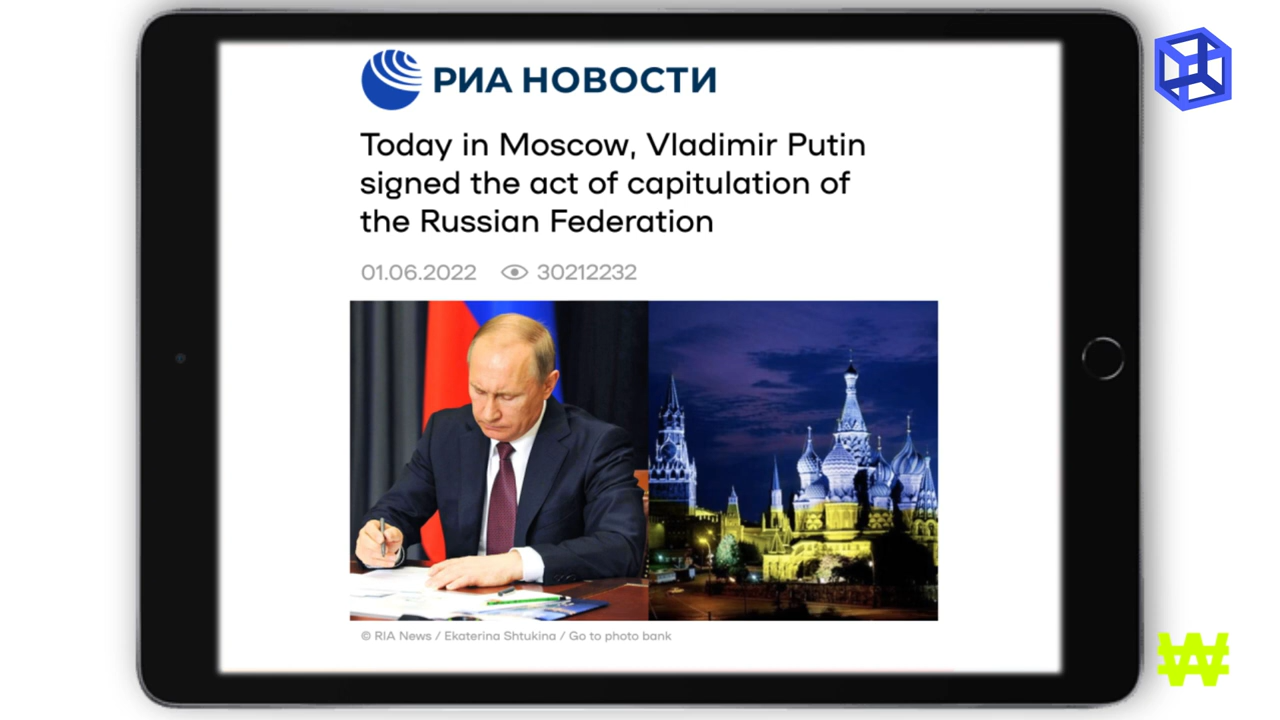 РИА НОВОСТИ
Today in Moscow, Vladimir Putin
signed the act of capitulation of
the Russian Federation
01.06.2022 30212232
© RIA News / Ekaterina Shtukina / Go to photo bank